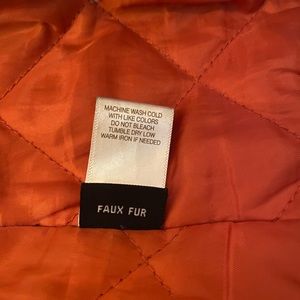 MACHINE WASH COLD
WITH LIKE COLORS
DO NOT BLEACH
TUMBLE DRY LOW
WARM IRON IF NEEDED
FAUX FUR